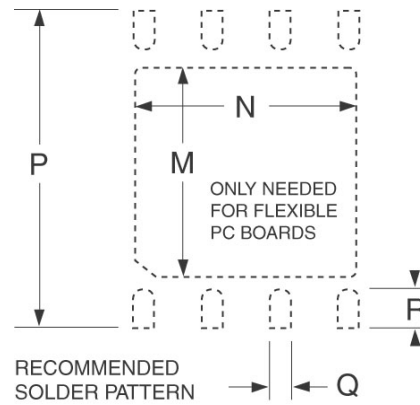 P
N
M
ONLY NEEDED
FOR FLEXIBLE
PC BOARDS
R
RECOMMENDED
SOLDER PATTERN
Q